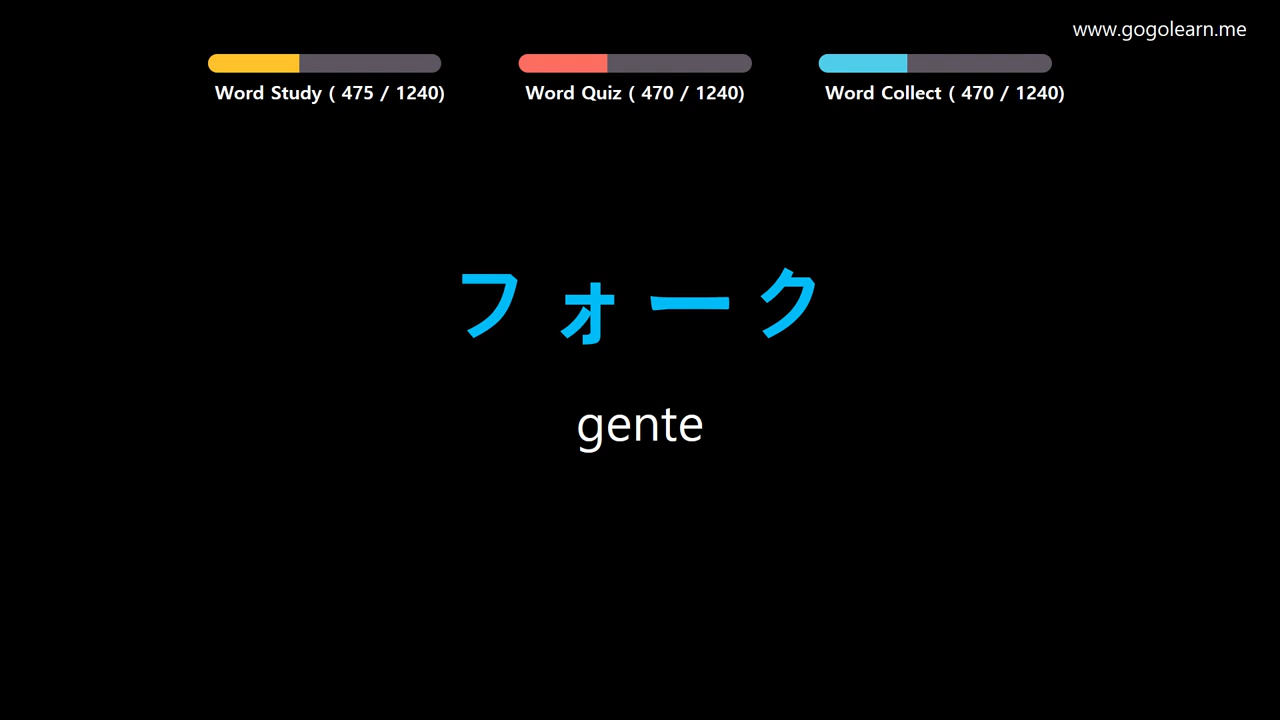 www.gogolearn.me
Word Study ( 475 / 1240)
Word Quiz ( 470 / 1240)
Word Collect ( 470 / 1240)
フォーク
gente